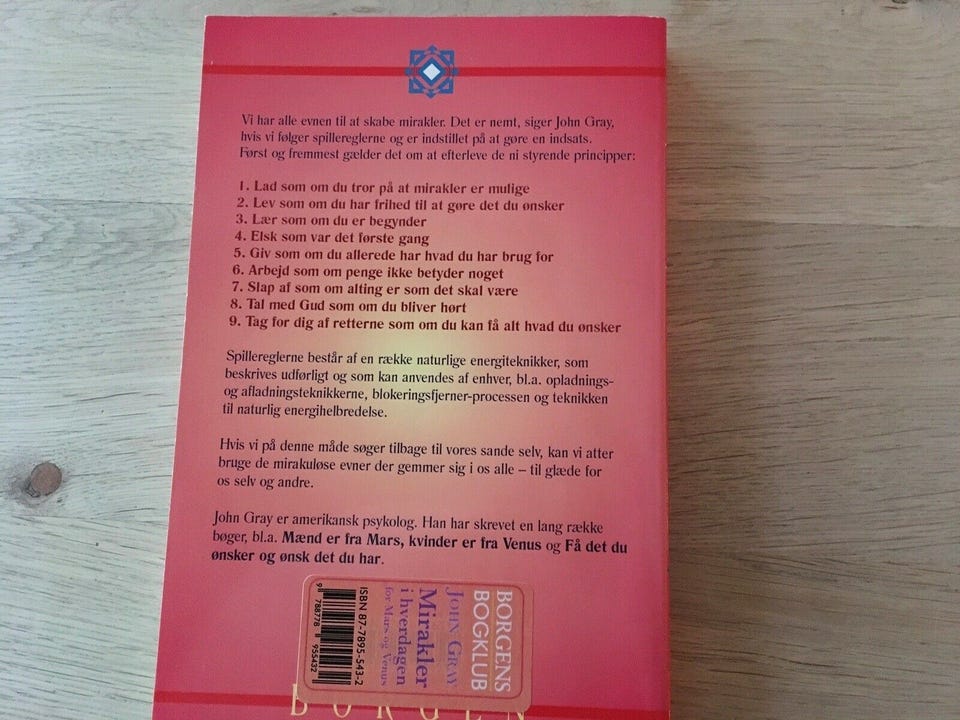 Vi har alle evnen til at skabe mirakler. Det er nemt, siger John Gray,
hvis vi følger spillereglerne og er indstillet på at gøre en indsats.
Først og fremmest gælder det om at efterleve de ni styrende principper:
1. Lad som om du tror på at mirakler er mulige
2. Lev som om du har frihed til at gøre det du ønsker
3. Lær som om du er begynder
4. Elsk som var det første gang
5. Giv som om du allerede har hvad du har brug for
6. Arbejd som om penge ikke betyder noget
7. Slap af som om alting er som det skal være
8. Tal med Gud som om du bliver hørt
9. Tag for dig af retterne som om du kan få alt hvad du ønsker
Spillereglerne består af en række naturlige energiteknikker, som
beskrives udførligt og som kan anvendes af enhver, bl.a. opladnings-
og afladningsteknikkerne, blokeringsfjerner-processen og teknikken
til naturlig energihelbredelse.
Hvis vi på denne måde søger tilbage til vores sande selv, kan vi atter
bruge de mirakuløse evner der gemmer sig i os alle – til glæde for
os selv og andre.
John Gray er amerikansk psykolog. Han har skrevet en lang række
bøger, bl.a. Mænd er fra Mars, kvinder er fra Venus og Få det du
ønsker og ønsk det du har.
BORGENS
BOGKLUB
JOHN GRAY
Mirakler
i hverdagen
for Mars og Venus
ISBN 87-7895-543-2
9 788778 955432
BORGEN